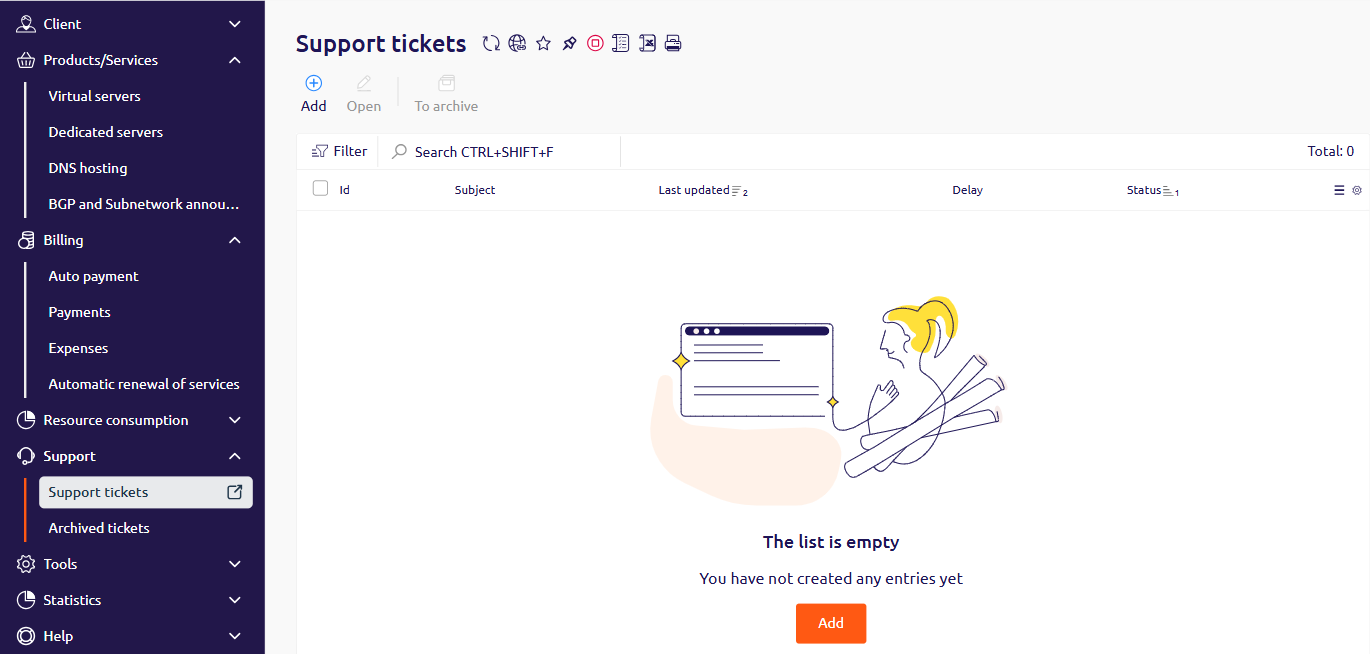 Client
Products/Services
Virtual servers
Dedicated servers
DNS hosting
BGP and Subnetwork annou...
Billing
Auto payment
Payments
Expenses
Automatic renewal of services
Resource consumption
Support
Support tickets
Archived tickets
Tools
Statistics
Help
Support tickets
Add Open To archive
Filter Search CTRL+SHIFT+F Total: 0
Id Subject Last updated 2 Delay Status 1
The list is empty
You have not created any entries yet
Add